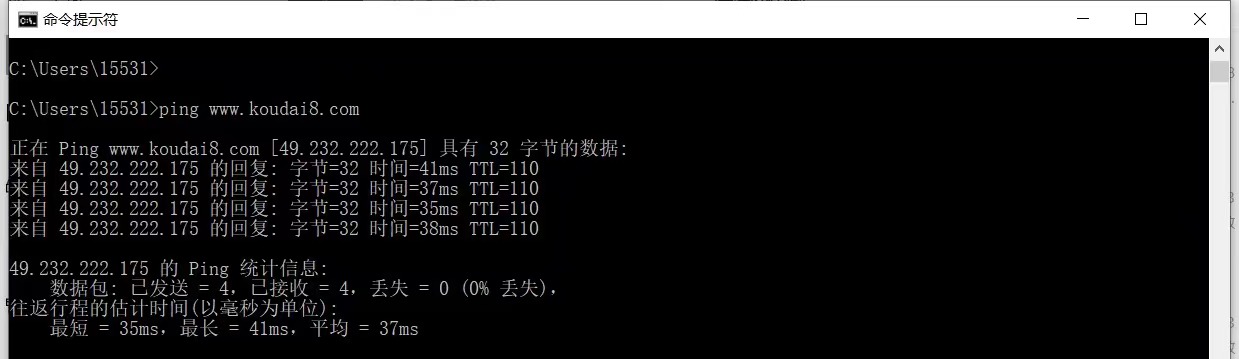 命令提示符
C:\Users\15531>
C:\Users\15531>ping www.koudai8.com
正在 Ping www.koudai8.com [49.232.222.175] 具有 32 字节的数据:
来自 49.232.222.175 的回复: 字节=32 时间=41ms TTL=110
来自 49.232.222.175 的回复: 字节=32 时间=37ms TTL=110
来自 49.232.222.175 的回复: 字节=32 时间=35ms TTL=110
来自 49.232.222.175 的回复: 字节=32 时间=38ms TTL=110
49.232.222.175 的 Ping 统计信息:
数据包: 已发送 = 4，已接收 = 4，丢失 = 0 (0% 丢失)，
往返行程的估计时间(以毫秒为单位):
最短 = 35ms，最长 = 41ms，平均 = 37ms